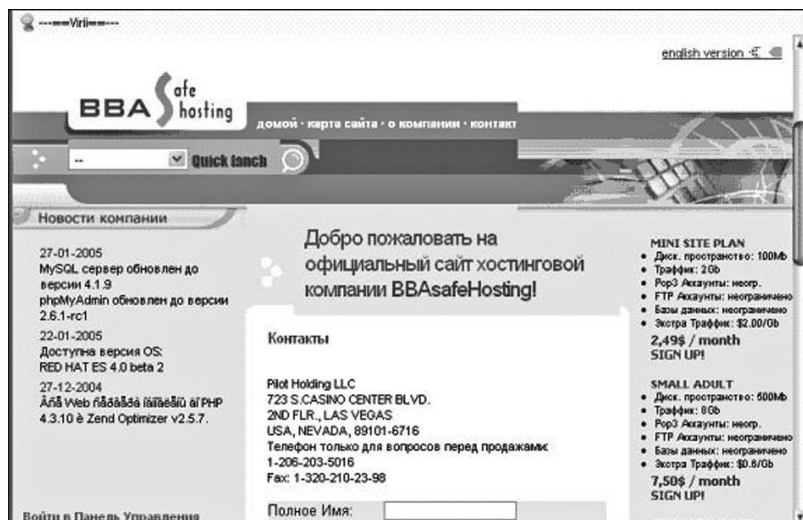 ---==Virii==---
english version
BBA Safe hosting
домой · карта сайта · о компании · контакт
--
Quick lanch
Новости компании
27-01-2005
MySQL сервер обновлен до
версии 4.1.9
phpMyAdmin обновлен до версии
2.6.1-rc1
22-01-2005
Доступна версия OS:
RED HAT ES 4.0 beta 2
27-12-2004
Âñå Web ñåðâåðà íáíîâëåíû äî PHP
4.3.10 è Zend Optimizer v2.5.7.
Войти в Панель Управления
Добро пожаловать на
официальный сайт хостинговой
компании BBAsafeHosting!
Контакты
Pilot Holding LLC
723 S.CASINO CENTER BLVD.
2ND FLR., LAS VEGAS
USA, NEVADA, 89101-6716
Телефон только для вопросов перед продажами:
1-206-203-5016
Fax: 1-320-210-23-98
Полное Имя:
MINI SITE PLAN
Диск. пространство: 100Mb
Траффик: 2Gb
Pop3 Аккаунты: неогр.
FTP Аккаунты: неограничено
Базы данных: неограничено
Экстра Траффик: $2.00/Gb
2,49$ / month
SIGN UP!
SMALL ADULT
Диск. пространство: 500Mb
Траффик: 8Gb
Pop3 Аккаунты: неогр.
FTP Аккаунты: неограничено
Базы данных: неограничено
Экстра Траффик: $0.6/Gb
7,50$ / month
SIGN UP!